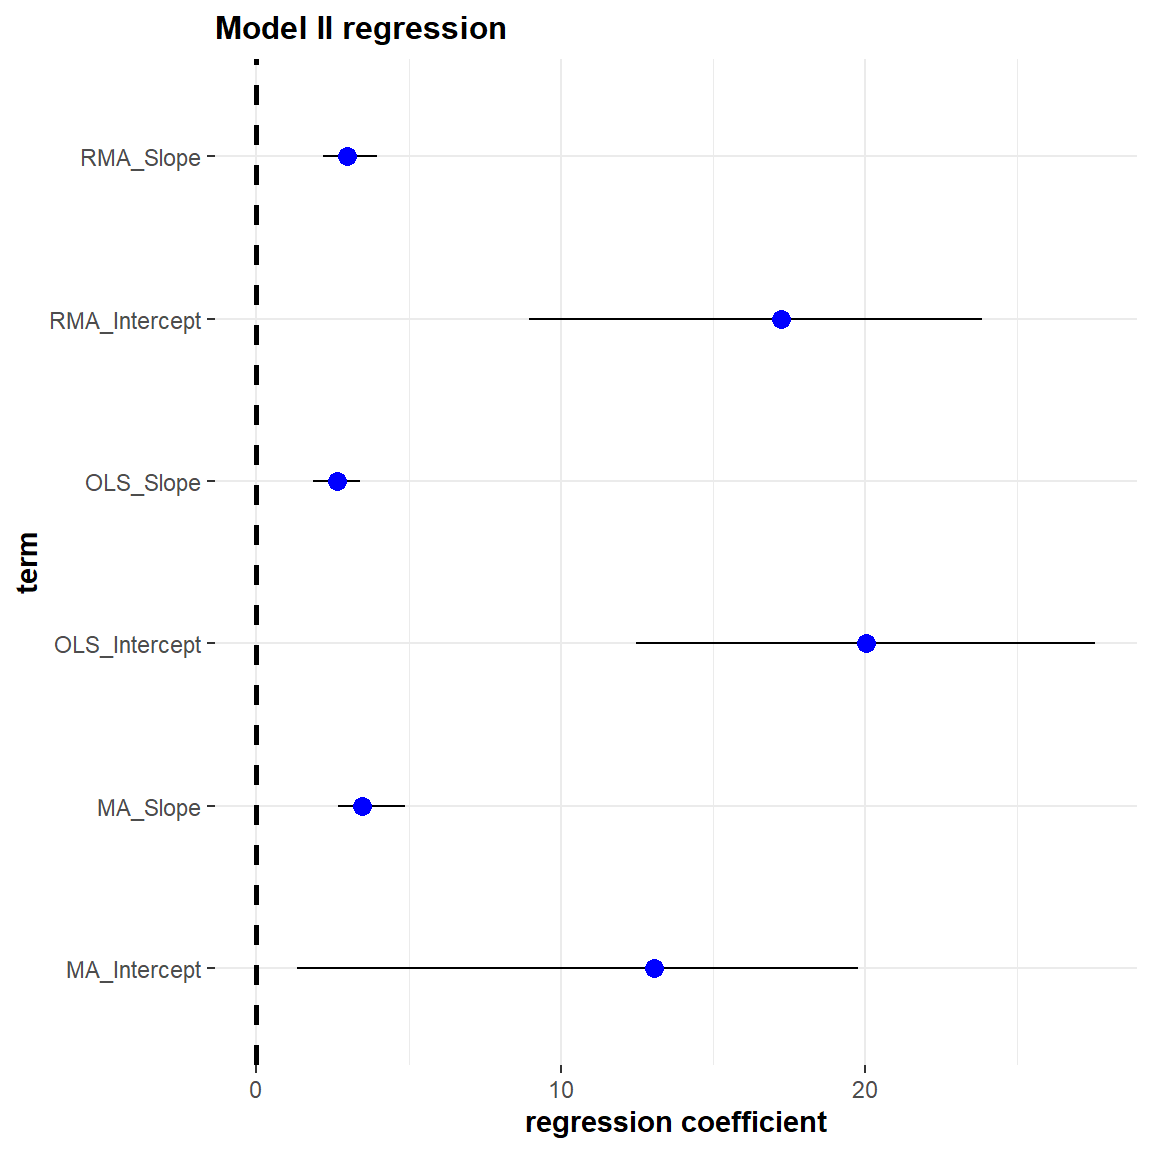 Model II regression
RMA_Slope
RMA_Intercept
OLS_Slope
OLS_Intercept
MA_Slope
MA_Intercept
term
0 10 20
regression coefficient